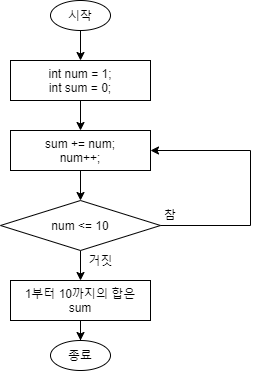 시작
int num = 1;
int sum = 0;
sum += num;
num++;
num <= 10
참
거짓
1부터 10까지의 합은
sum
종료